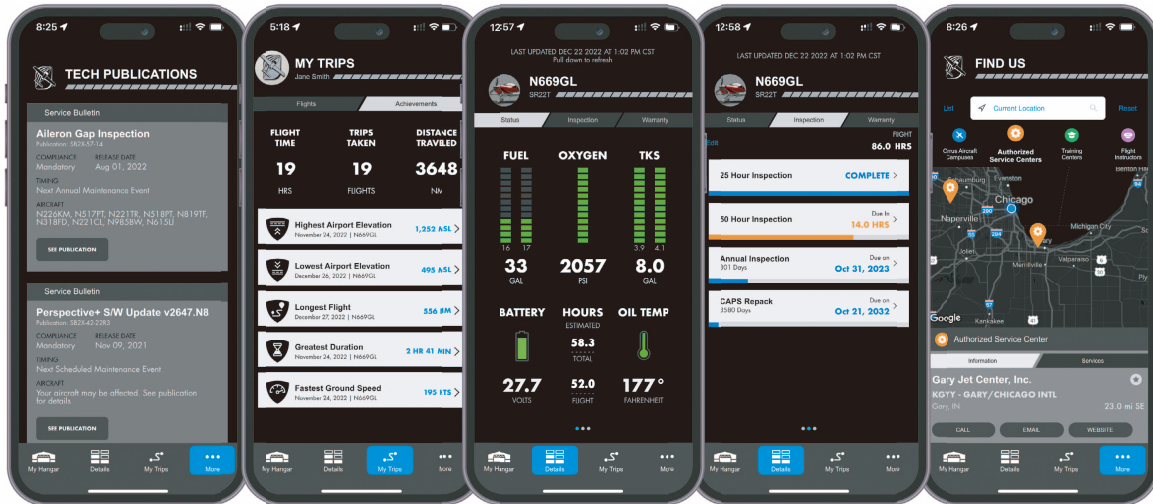 8:25
TECH PUBLICATIONS
Service Bulletin
Aileron Gap Inspection
Publication: SB2X-57-14
COMPLIANCE RELEASE DATE
Mandatory Aug 01, 2022
TIMING
Next Annual Maintenance Event
AIRCRAFT
N226KM, N517PT, N221TR, N518PT, N819TF,
N318FD, N221CL, N985BW, N615LJ
SEE PUBLICATION
Service Bulletin
Perspective+ S/W Update v2647.N8
Publication: SB2X-42-22R3
COMPLIANCE RELEASE DATE
Mandatory Nov 09, 2021
TIMING
Next Scheduled Maintenance Event
AIRCRAFT
Your aircraft may be affected. See publication
for details
SEE PUBLICATION
My Hangar Details My Trips More
5:18
MY TRIPS
Jane Smith
Flights Achievements
FLIGHT TRIPS DISTANCE
TIME TAKEN TRAVELED
19 19 3648
HRS FLIGHTS NM
Highest Airport Elevation
November 24, 2022 | N669GL
1,252 ASL
Lowest Airport Elevation
December 26, 2022 | N669GL
495 ASL
Longest Flight
December 27, 2022 | N669GL
556
Greatest Duration
November 24, 2022 | N669GL
2 HR 41 MIN
Fastest Ground Speed
November 24, 2022 | N669GL
195
My Hangar Details My Trips More
12:57
LAST UPDATED DEC 22 2022 AT 1:02 PM CST
Pull down to refresh
N669GL
SR22T
Status Inspection Warranty
FUEL OXYGEN TKS
16 17 3.9 4.1
33 2057 8.0
GAL PSI GAL
BATTERY HOURS OIL TEMP
ESTIMATED
58.3
TOTAL
27.7 52.0 177°
VOLTS FLIGHT FAHRENHEIT
My Hangar Details My Trips More
12:58
LAST UPDATED DEC 22 2022 AT 1:02 PM CST
N669GL
SR22T
Status Inspection Warranty
Edit
FLIGHT
86.0 HRS
25 Hour Inspection COMPLETE
50 Hour Inspection
Due In
14.0 HRS
Annual Inspection
301 Days
Due on
Oct 31, 2023
CAPS Repack
3580 Days
Due on
Oct 21, 2032
My Hangar Details My Trips More
8:26
FIND US
List Current Location Reset
Cirrus Aircraft Campuses
Authorized Service Centers
Training Centers
Flight Instructors
Schaumburg Evanston
Benton Har
Chicago
Naperville
Michigan City
Joliet
Gary
Merrillville Valparaiso
Kankakee
Google
Authorized Service Center
Information Services
Gary Jet Center, Inc.
KGYY - GARY/CHICAGO INTL
Gary, IN 23.0 mi SE
CALL EMAIL WEBSITE
My Hangar Details My Trips More